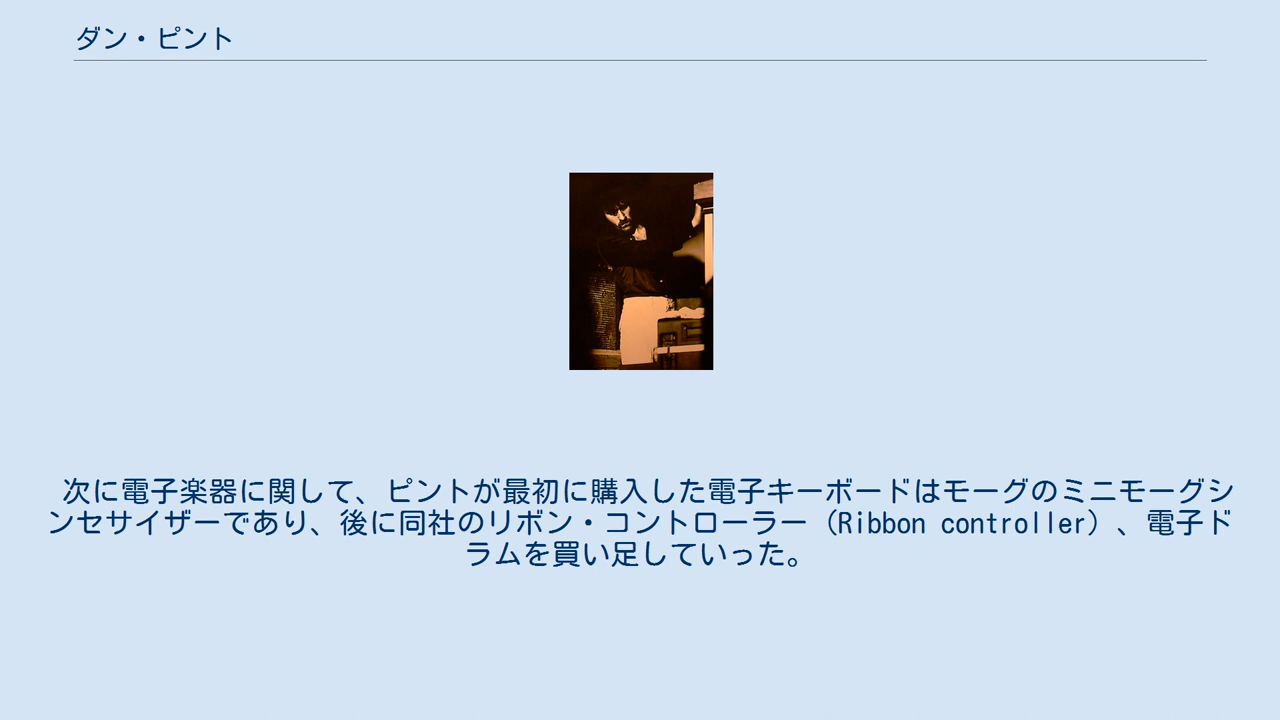 ダン・ピント
次に電子楽器に関して、ピントが最初に購入した電子キーボードはモーグのミニモーグシ
ンセサイザーであり、後に同社のリボン・コントローラー（Ribbon controller）、電子ド
ラムを買い足していった。